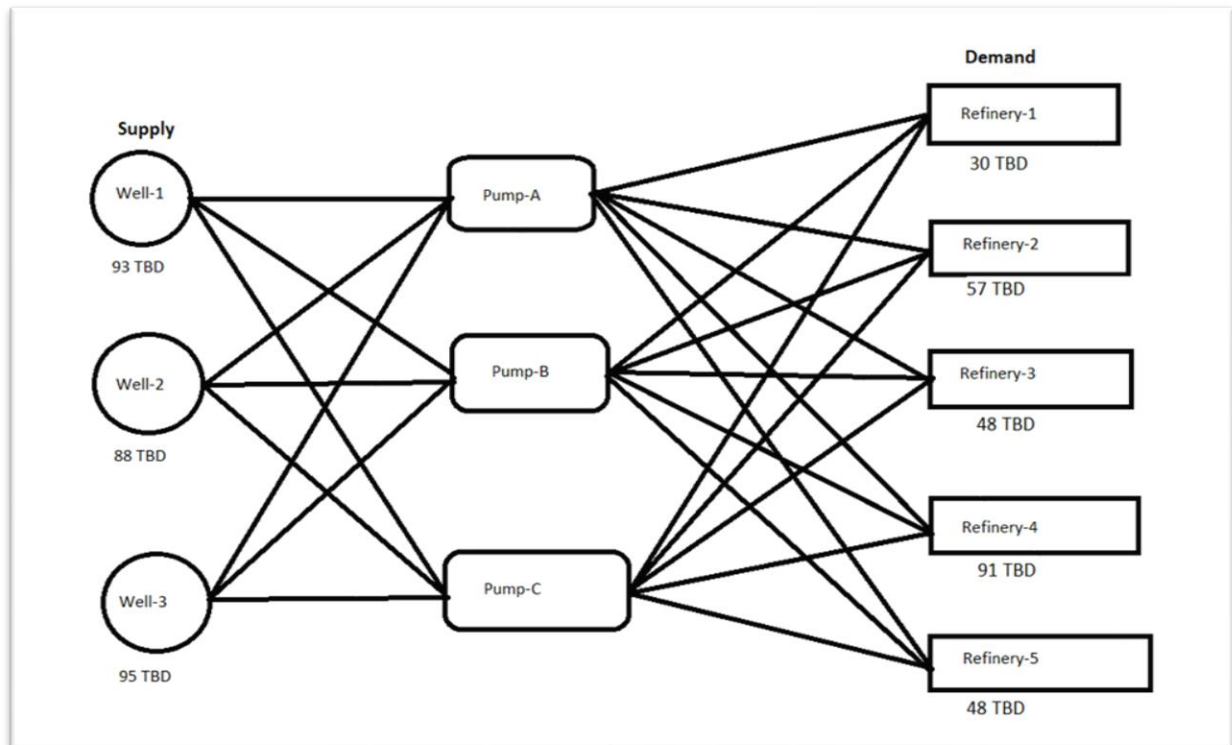 Supply
Well-1
93 TBD
Well-2
88 TBD
Well-3
95 TBD
Pump-A
Pump-B
Pump-C
Demand
Refinery-1
30 TBD
Refinery-2
57 TBD
Refinery-3
48 TBD
Refinery-4
91 TBD
Refinery-5
48 TBD